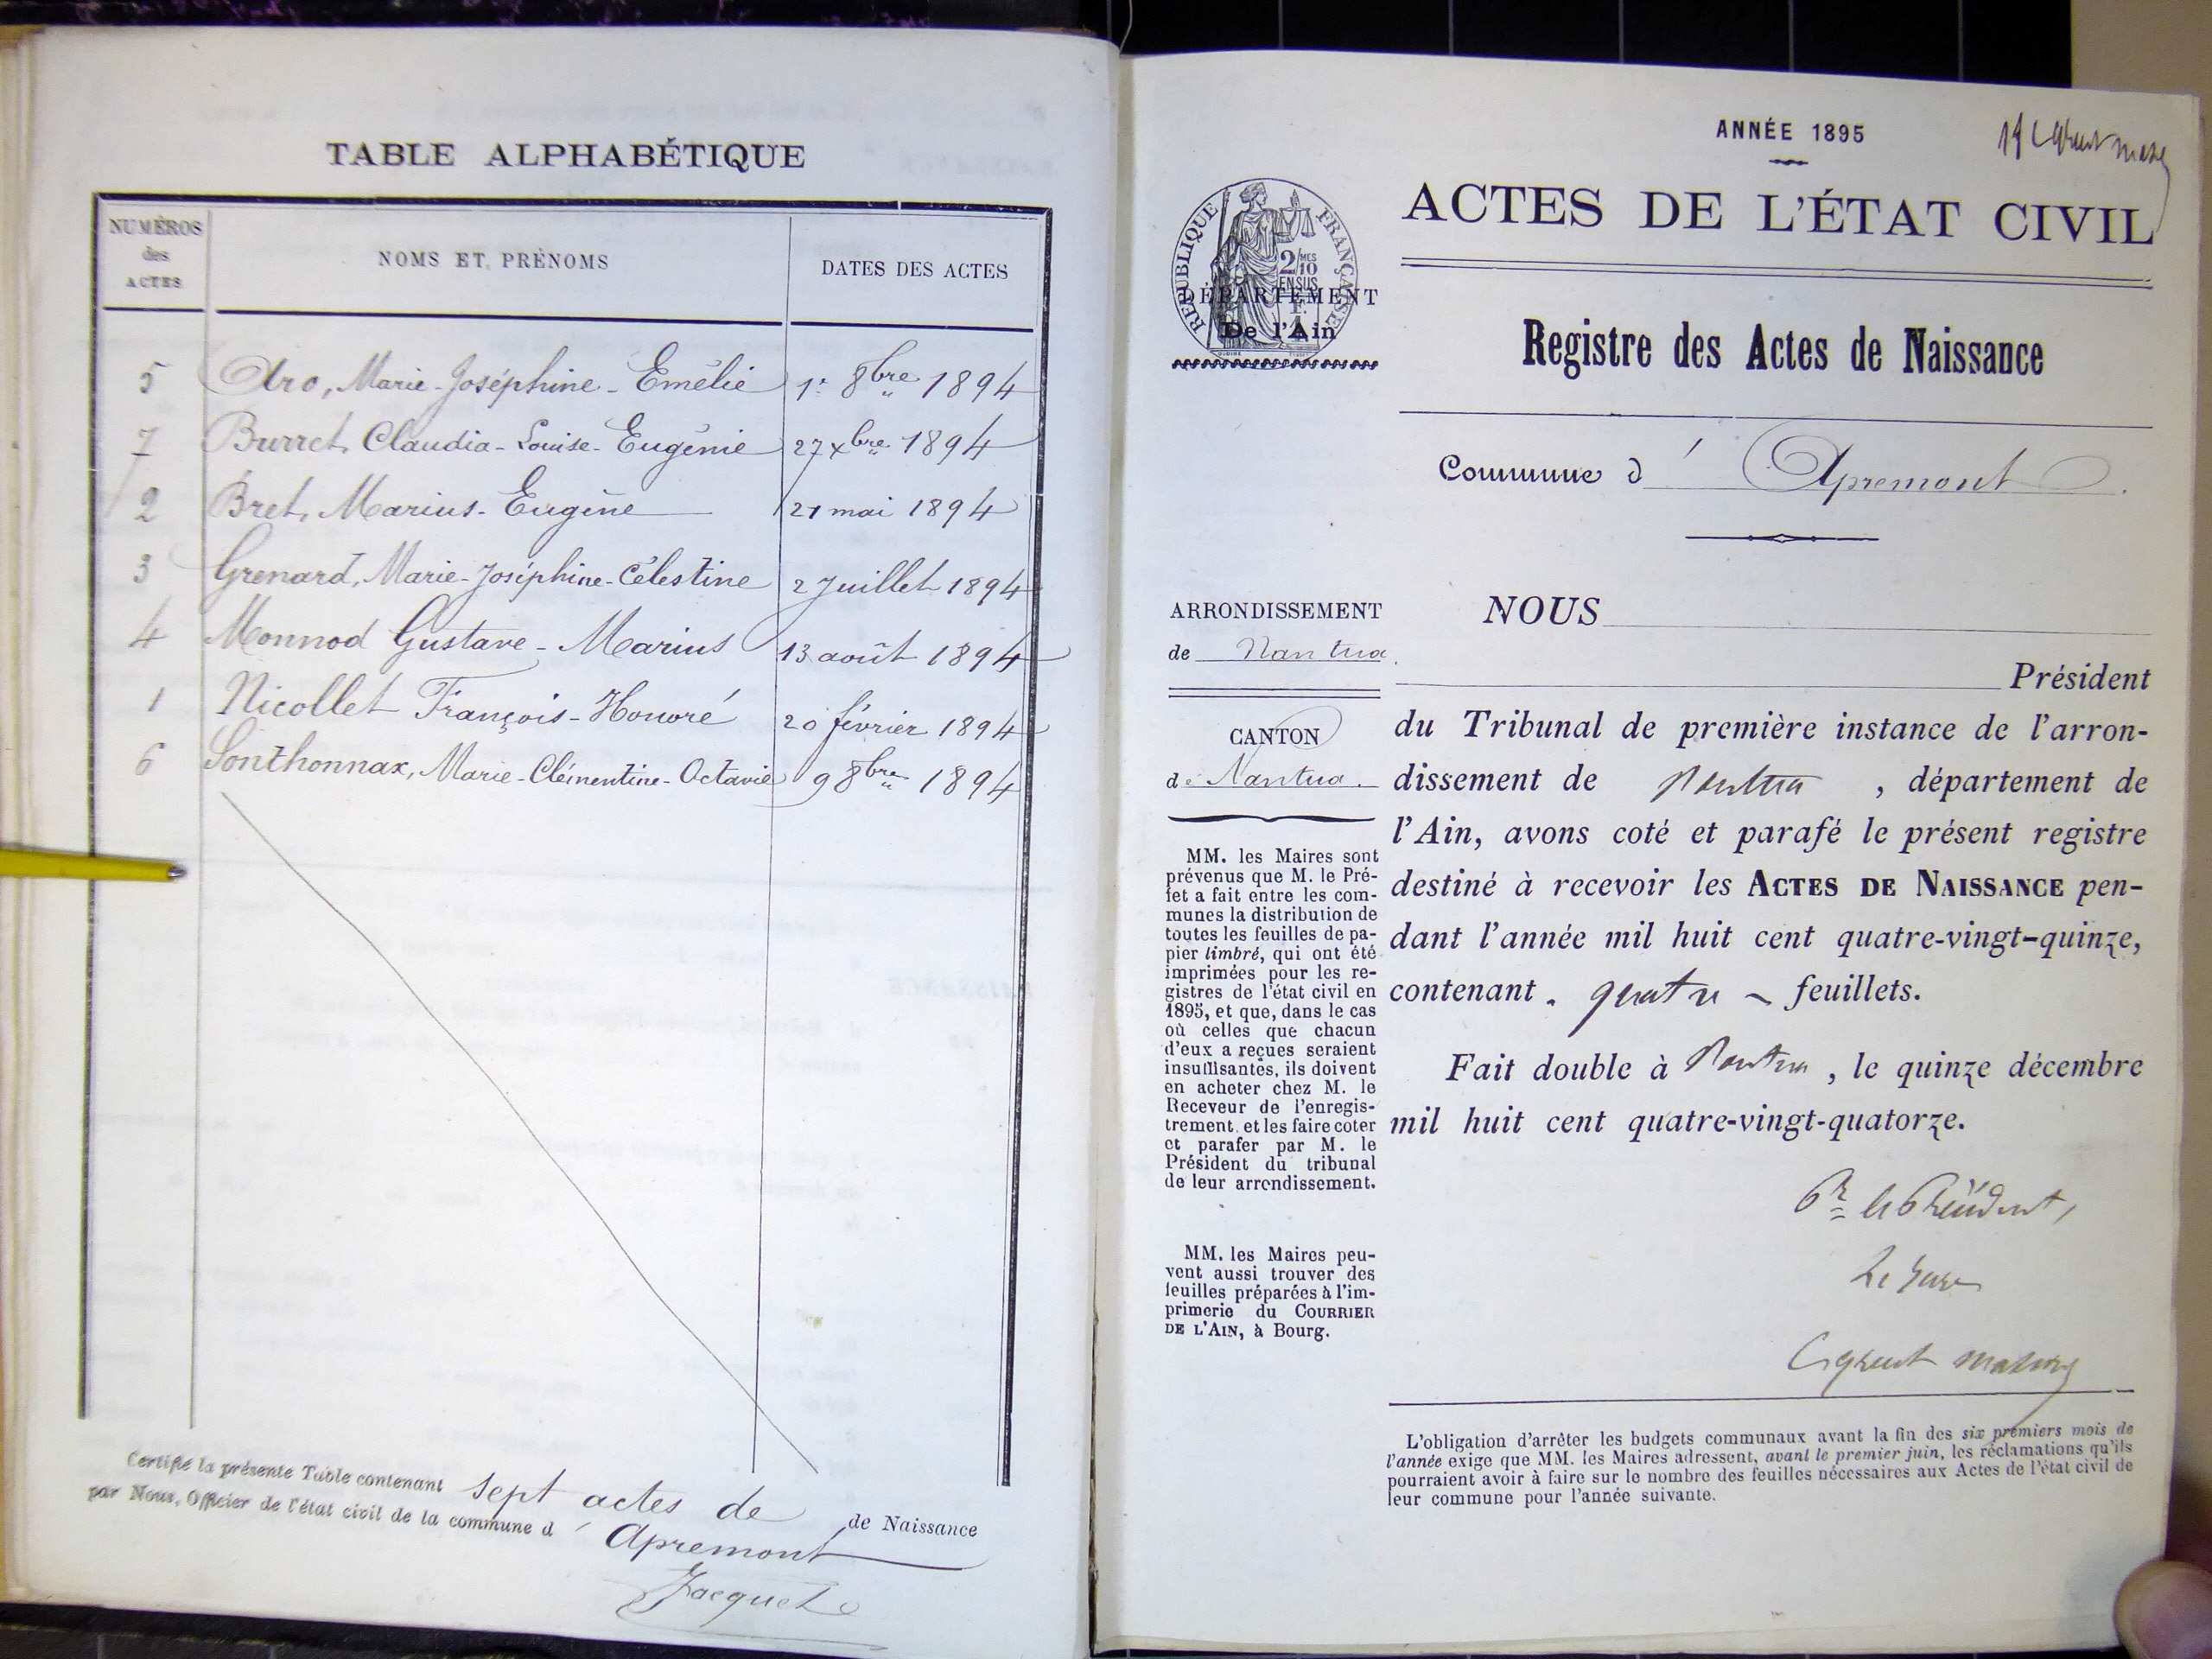 TABLE ALPHABÉTIQUE
NUMÉROS
des
ACTES
NOMS ET PRÉNOMS
DATES DES ACTES
5 Aro, Marie-Joséphine-Emélie 1er 8bre 1894
7 Burret Claudia-Louise-Eugénie 27 xbre 1894
2 Bret, Marius-Eugène 21 mai 1894
3 Grenard, Marie-Joséphine-Célestine 2 Juillet 1894
4 Monnod Gustave-Marius 13 août 1894
1 Nicollet François-Honoré 20 février 1894
6 Sonthonnax, Marie-Clémentine-Octavie 9 8bre 1894
Certifié la présente Table contenant sept actes de de Naissance
par Nous, Officier de l'état civil de la commune d' Apremont
Jacquet
ANNÉE 1895
ACTES DE L'ÉTAT CIVIL
RÉPUBLIQUE FRANÇAISE
2/10 MES
EN SUS
DÉPARTEMENT
De l'Ain
Registre des Actes de Naissance
Commune d' Apremont
ARRONDISSEMENT
de Nantua
CANTON
de Nantua.
MM. les Maires sont
prévenus que M. le Pré-
fet a fait entre les com-
munes la distribution de
toutes les feuilles de pa-
pier timbré, qui ont été
imprimées pour les re-
gistres de l'état civil en
1895, et que, dans le cas
où celles que chacun
d'eux a reçues seraient
insuffisantes, ils doivent
en acheter chez M. le
Receveur de l'enregis-
trement et les faire coter
et parafer par M. le
Président du tribunal
de leur arrondissement.
MM. les Maires peu-
vent aussi trouver des
feuilles préparées à l'im-
primerie du COURRIER
DE L'AIN, à Bourg.
NOUS
Président
du Tribunal de première instance de l'arron-
dissement de Nantua, département de
l'Ain, avons coté et parafé le présent registre
destiné à recevoir les ACTES DE NAISSANCE pen-
dant l'année mil huit cent quatre-vingt-quinze,
contenant quatre feuillets.
Fait double à Nantua, le quinze décembre
mil huit cent quatre-vingt-quatorze.
Pr le Président,
Le Juge
L'obligation d'arrêter les budgets communaux avant la fin des six premiers mois de
l'année exige que MM. les Maires adressent, avant le premier juin, les réclamations qu'ils
pourraient avoir à faire sur le nombre des feuilles nécessaires aux Actes de l'état civil de
leur commune pour l'année suivante.